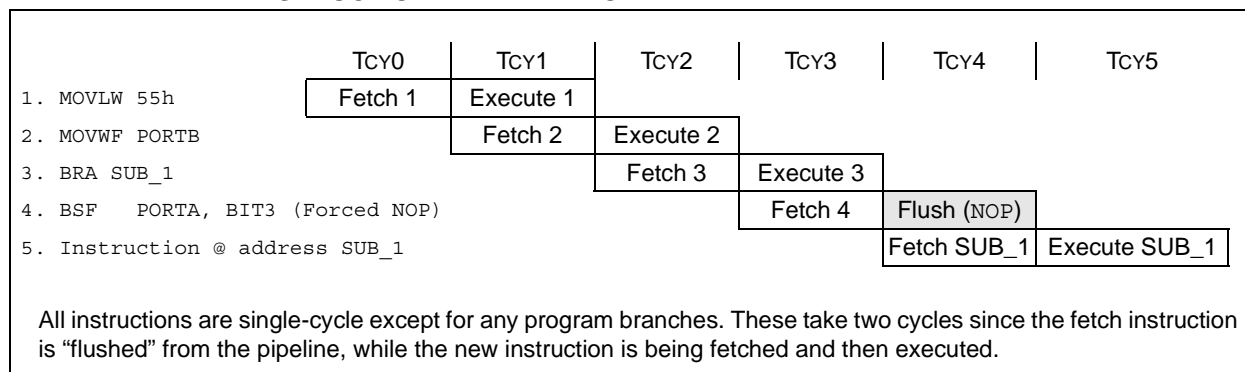 TCY0 TCY1 TCY2 TCY3 TCY4 TCY5
1. MOVLW 55h Fetch 1 Execute 1
2. MOVWF PORTB Fetch 2 Execute 2
3. BRA SUB_1 Fetch 3 Execute 3
4. BSF PORTA, BIT3 (Forced NOP) Fetch 4 Flush (NOP)
5. Instruction @ address SUB_1 Fetch SUB_1 Execute SUB_1
All instructions are single-cycle except for any program branches. These take two cycles since the fetch instruction
is “flushed” from the pipeline, while the new instruction is being fetched and then executed.